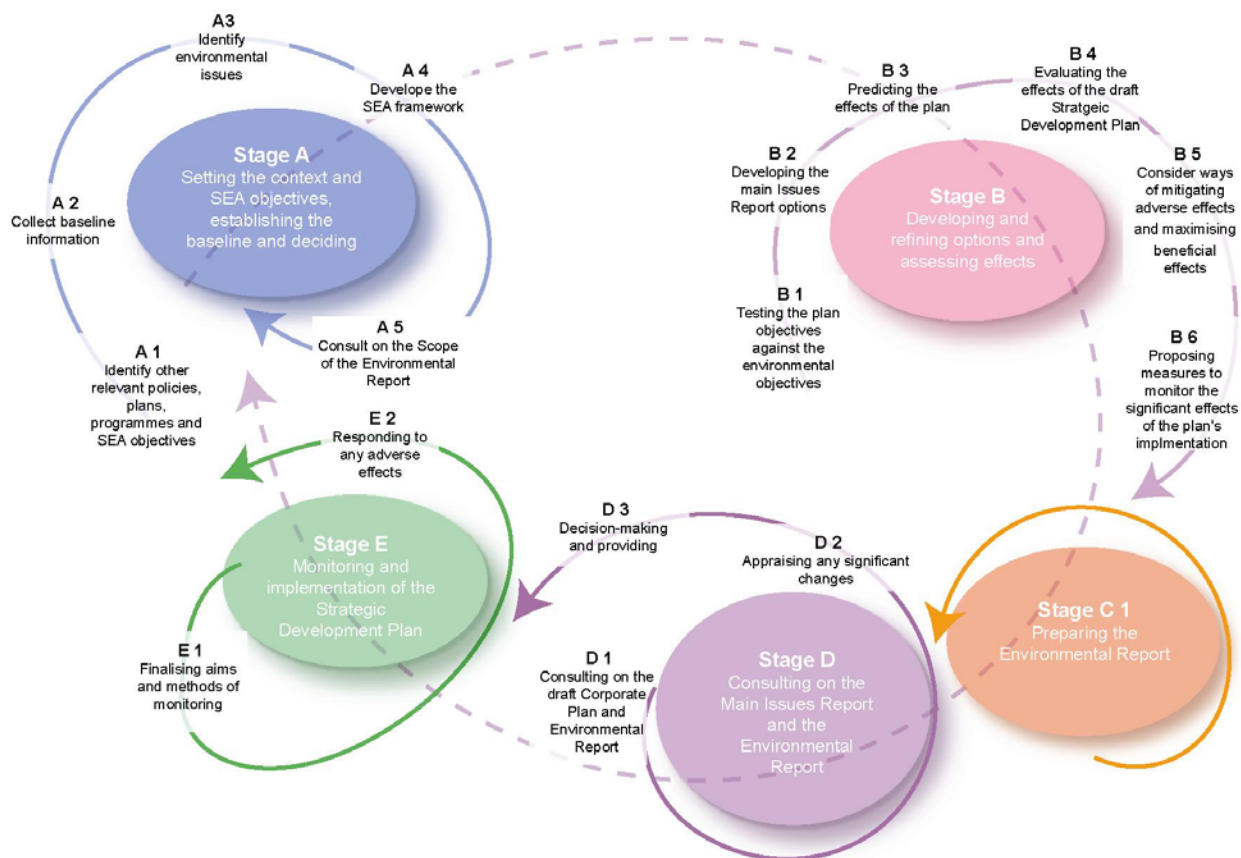 A3
Identify
environmental
issues
A 4
Develope the
SEA framework
Stage A
Setting the context and
SEA objectives,
establishing the
baseline and deciding
A 2
Collect baseline
information
A 1
Identify other
relevant policies,
plans,
programmes and
SEA objectives
A 5
Consult on the Scope
of the Environmental
Report
B 3
Predicting the
effects of the plan
B 4
Evaluating the
effects of the draft
Stratgeic
Development Plan
B 2
Developing the
main Issues
Report options
Stage B
Developing and
refining options and
assessing effects
B 5
Consider ways
of mitigating
adverse effects
and maximising
beneficial
effects
B 1
Testing the plan
objectives
against the
environmental
objectives
B 6
Proposing
measures to
monitor the
significant effects
of the plan's
implmentation
Stage C 1
Preparing the
Environmental Report
D 3
Decision-making
and providing
D 2
Appraising any significant
changes
D 1
Consulting on the
draft Corporate
Plan and
Environmental
Report
Stage D
Consulting on the
Main Issues Report
and the
Environmental
Report
E 2
Responding to
any adverse
effects
Stage E
Monitoring and
implementation of the
Strategic
Development Plan
E 1
Finalising aims
and methods of
monitoring